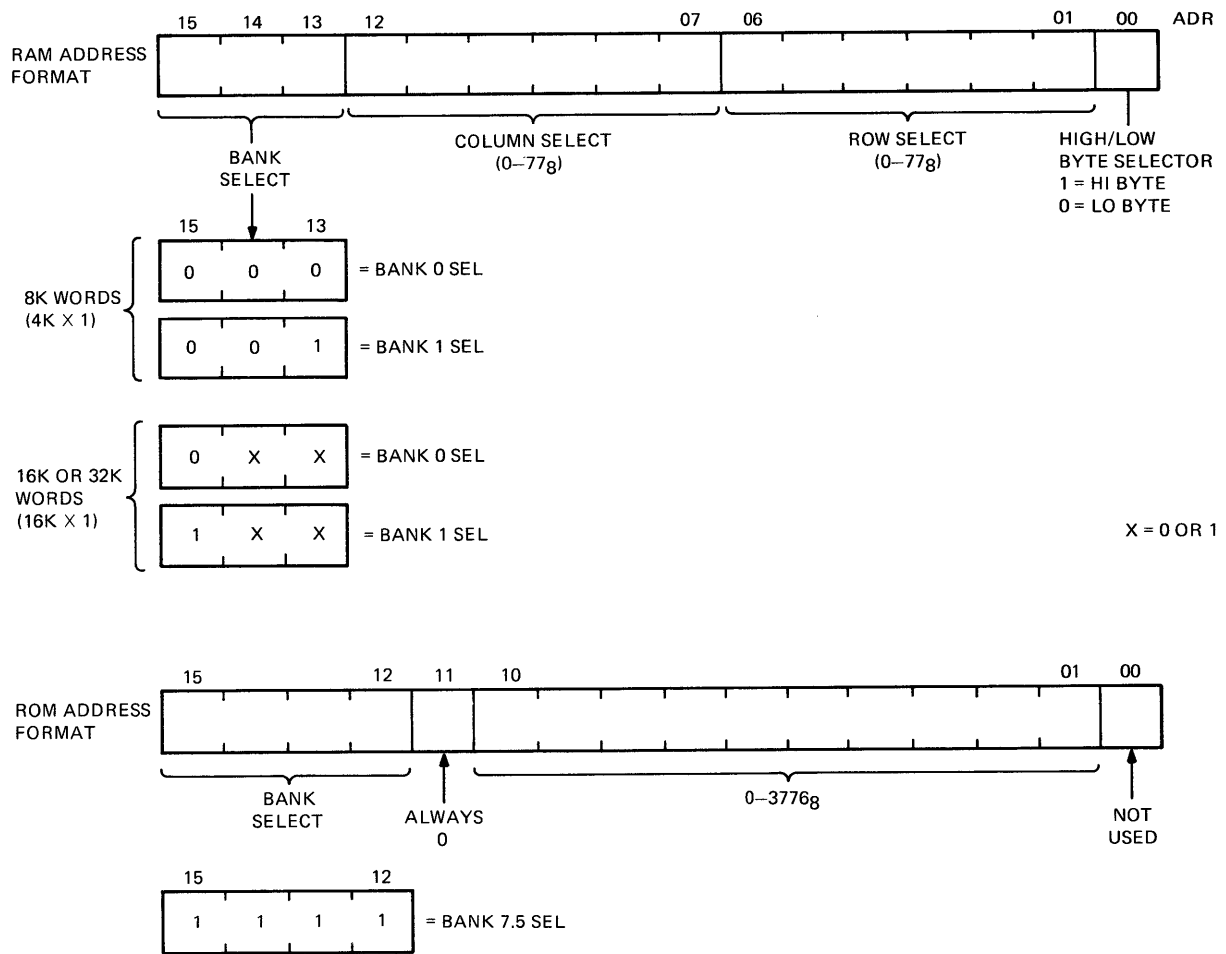 15 14 13 12 07 06 01 00 ADR
RAM ADDRESS
FORMAT
BANK
SELECT
COLUMN SELECT
(0–77₈)
ROW SELECT
(0–77₈)
HIGH/LOW
BYTE SELECTOR
1 = HI BYTE
0 = LO BYTE
15 13
8K WORDS
(4K X 1)
0 0 0 = BANK 0 SEL
0 0 1 = BANK 1 SEL
16K OR 32K
WORDS
(16K X 1)
0 X X = BANK 0 SEL
1 X X = BANK 1 SEL
X = 0 OR 1
15 12 11 10 01 00
ROM ADDRESS
FORMAT
BANK
SELECT
ALWAYS
0
0–3776₈
NOT
USED
15 12
1 1 1 1 = BANK 7.5 SEL